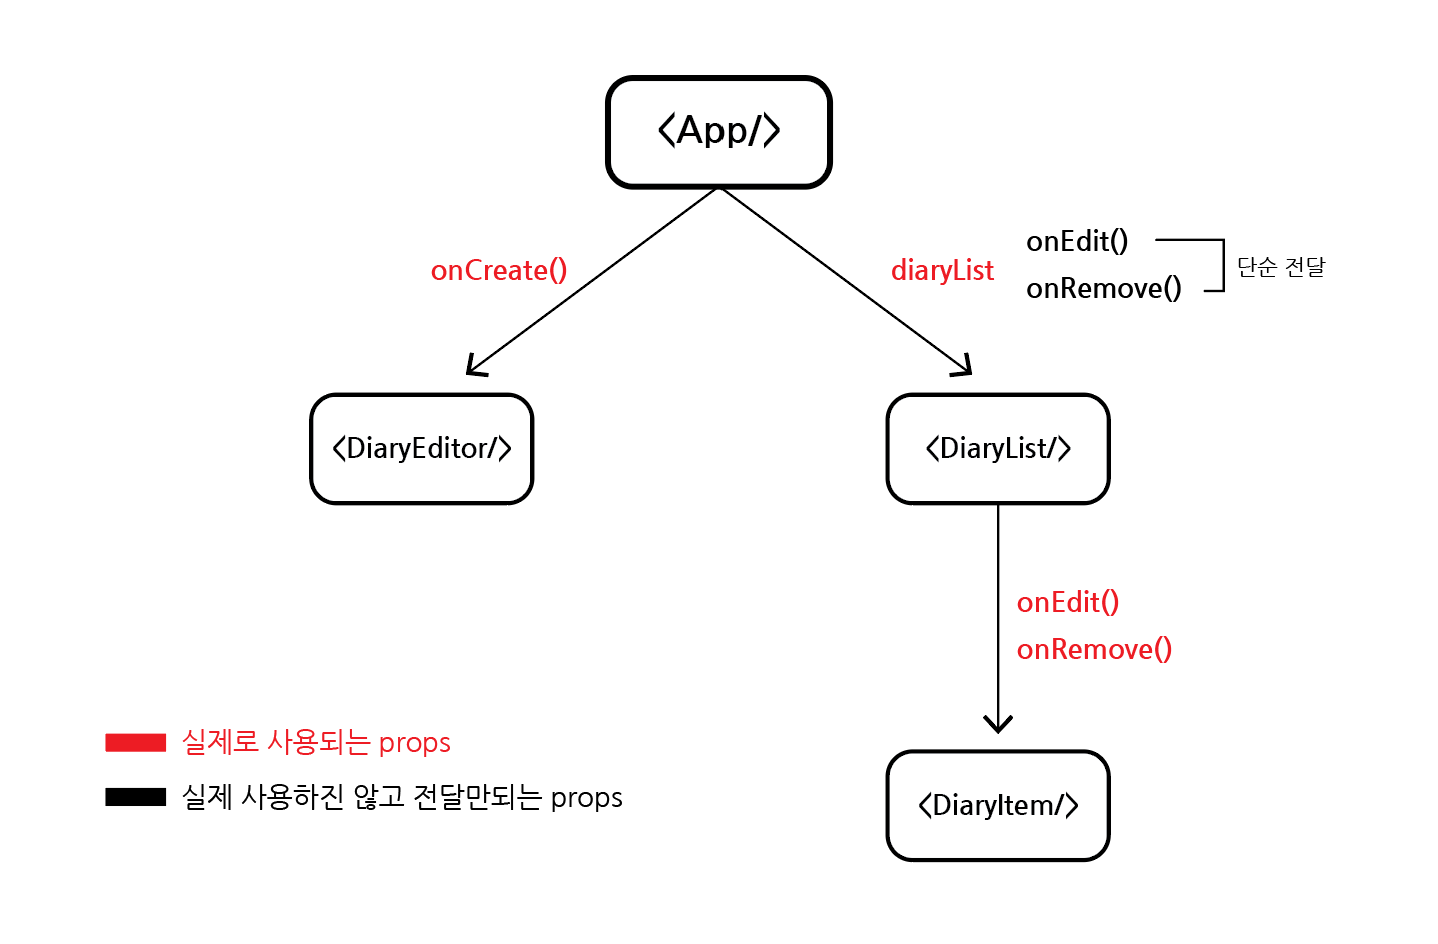 <App/>
onCreate()
diaryList
onEdit()
onRemove()
단순 전달
<DiaryEditor/>
<DiaryList/>
onEdit()
onRemove()
실제로 사용되는 props
실제 사용하진 않고 전달만되는 props
<DiaryItem/>